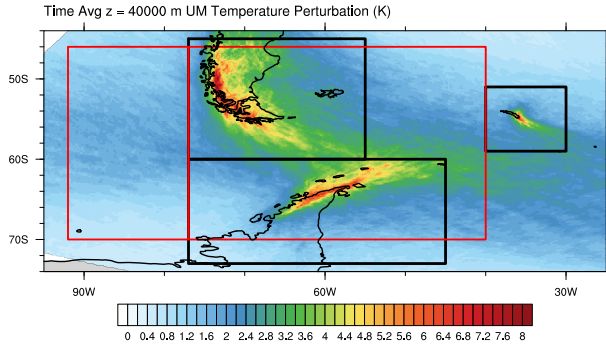 Time Avg z = 40000 m UM Temperature Perturbation (K)
50S
60S
70S
90W 60W 30W
0 0.4 0.8 1.2 1.6 2 2.4 2.8 3.2 3.6 4 4.4 4.8 5.2 5.6 6 6.4 6.8 7.2 7.6 8